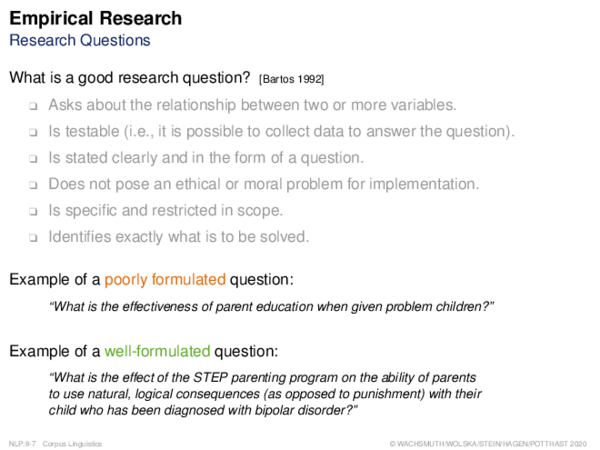 Empirical Research
Research Questions
What is a good research question? [Bartos 1992]
❑ Asks about the relationship between two or more variables.
❑ Is testable (i.e., it is possible to collect data to answer the question).
❑ Is stated clearly and in the form of a question.
❑ Does not pose an ethical or moral problem for implementation.
❑ Is specific and restricted in scope.
❑ Identifies exactly what is to be solved.
Example of a poorly formulated question:
“What is the effectiveness of parent education when given problem children?”
Example of a well-formulated question:
“What is the effect of the STEP parenting program on the ability of parents
to use natural, logical consequences (as opposed to punishment) with their
child who has been diagnosed with bipolar disorder?”
NLP:II-7 Corpus Linguistics © WACHSMUTH/WOLSKA/STEIN/HAGEN/POTTHAST 2020